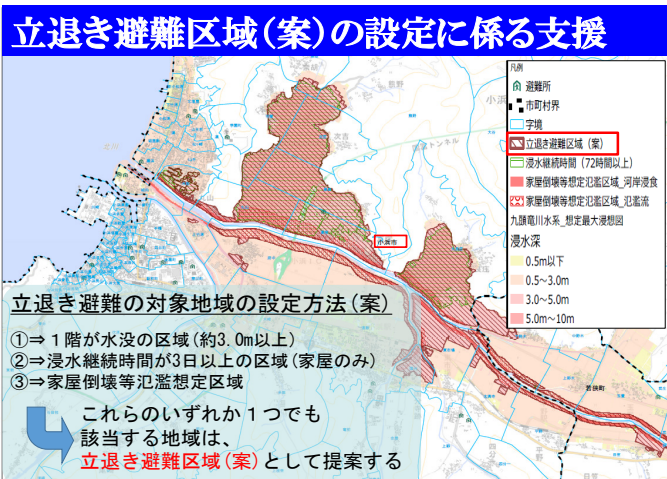 立退き避難区域(案)の設定に係る支援
凡例
避難所
市町村界
字境
立退き避難区域(案)
浸水継続時間(72時間以上)
家屋倒壊等想定氾濫区域_河岸浸食
家屋倒壊等想定氾濫区域_氾濫流
九頭竜川水系_想定最大浸想図
浸水深
0.5m以下
0.5~3.0m
3.0~5.0m
5.0~10m
小浜市
若狭町
立退き避難の対象地域の設定方法(案)
①⇒1階が水没の区域(約3.0m以上)
②⇒浸水継続時間が3日以上の区域(家屋のみ)
③⇒家屋倒壊等氾濫想定区域
これらのいずれか1つでも
該当する地域は、
立退き避難区域(案)として提案する